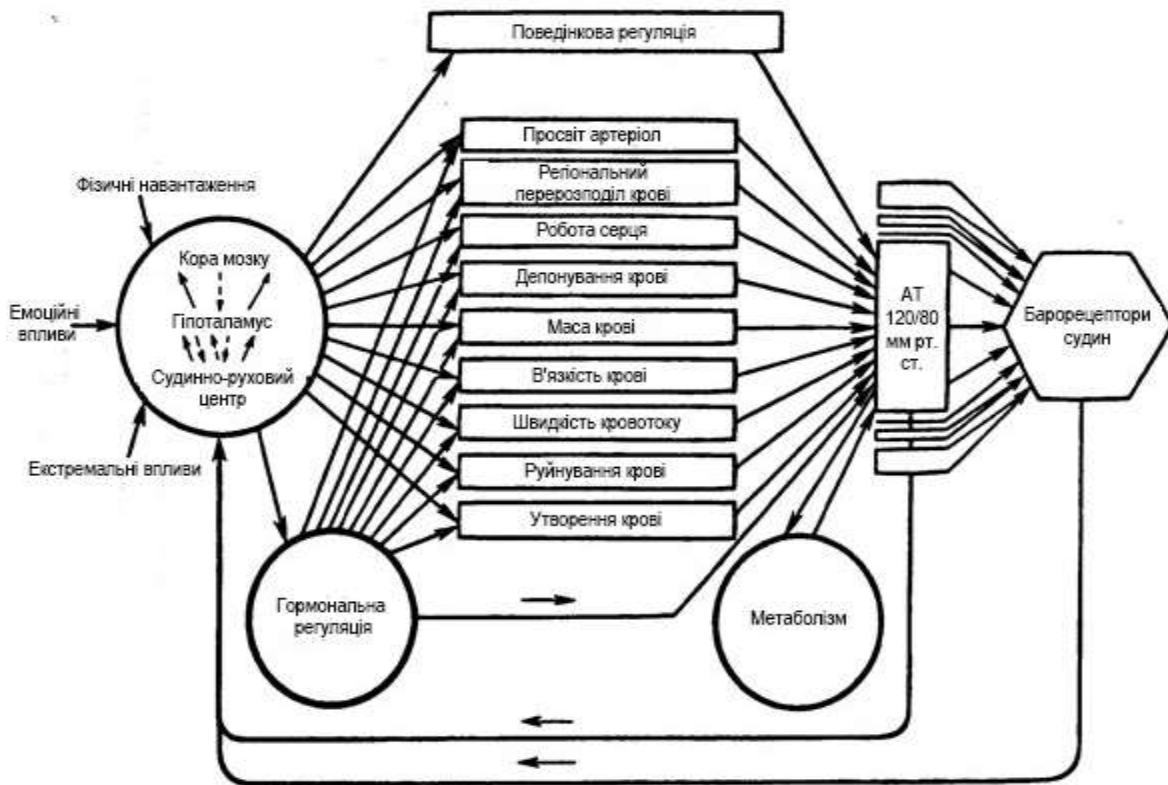 Поведінкова регуляція
Просвіт артеріол
Регіональний
перерозподіл крові
Робота серця
Депонування крові
Маса крові
В'язкість крові
Швидкість кровотоку
Руйнування крові
Утворення крові
Фізичні навантаження
Емоційні
впливи
Екстремальні впливи
Кора мозку
Гіпоталамус
Судинно-руховий
центр
Гормональна
регуляція
Метаболізм
АТ
120/80
мм рт.
ст.
Барорецептори
судин